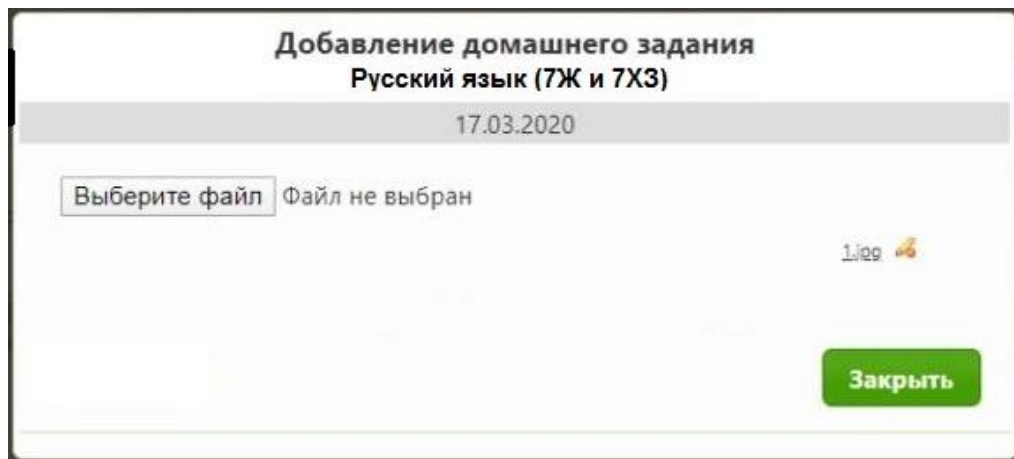 Добавление домашнего задания
Русский язык (7Ж и 7ХЗ)
17.03.2020
Выберите файл Файл не выбран
1.jpg
Закрыть